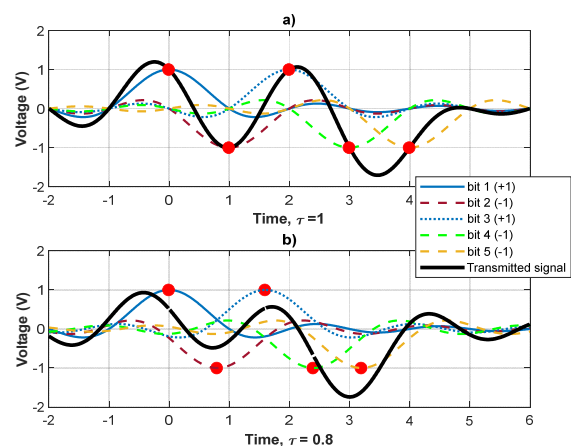 a)
Voltage (V)
2
1
0
-1
-2
-2 -1 0 1 2 3 4
Time, τ =1
bit 1 (+1)
bit 2 (-1)
bit 3 (+1)
bit 4 (-1)
bit 5 (-1)
Transmitted signal
b)
Voltage (V)
2
1
0
-1
-2
-2 -1 0 1 2 3 4 5 6
Time, τ = 0.8